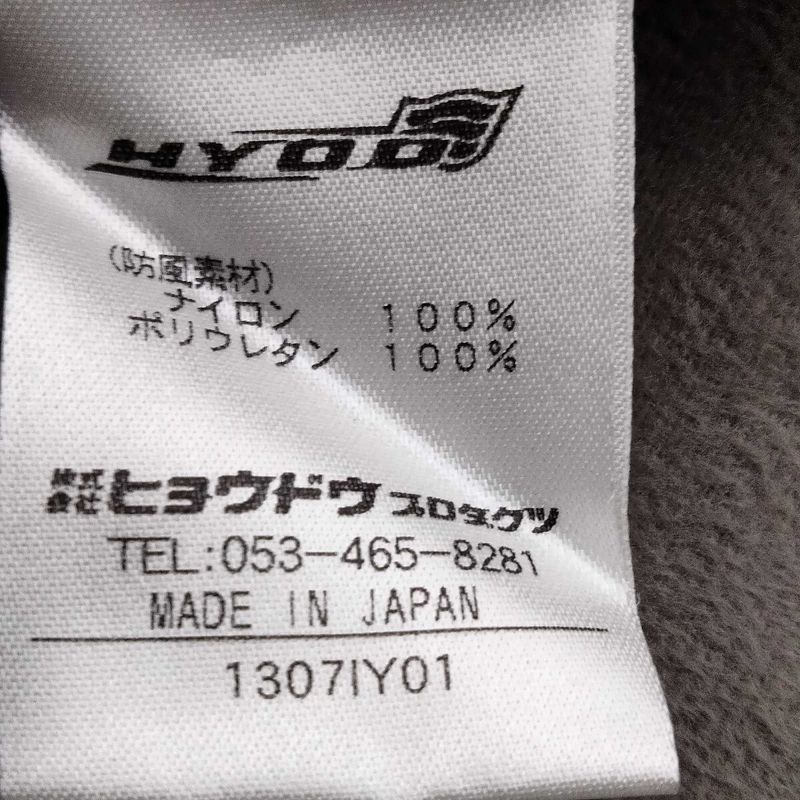 HYOD
(防風素材)
ナイロン 100%
ポリウレタン 100%
株式会社ヒョウドウプロダクツ
TEL:053-465-8281
MADE IN JAPAN
1307IY01